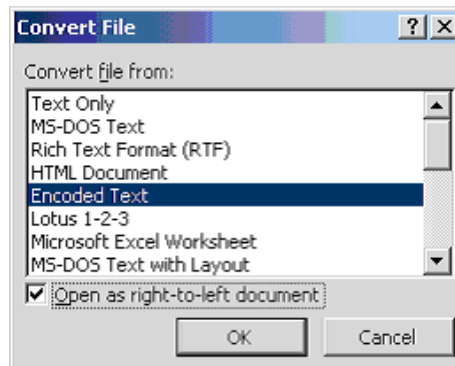 Convert File
Convert file from:
Text Only
MS-DOS Text
Rich Text Format (RTF)
HTML Document
Encoded Text
Lotus 1-2-3
Microsoft Excel Worksheet
MS-DOS Text with Layout
Open as right-to-left document
OK Cancel